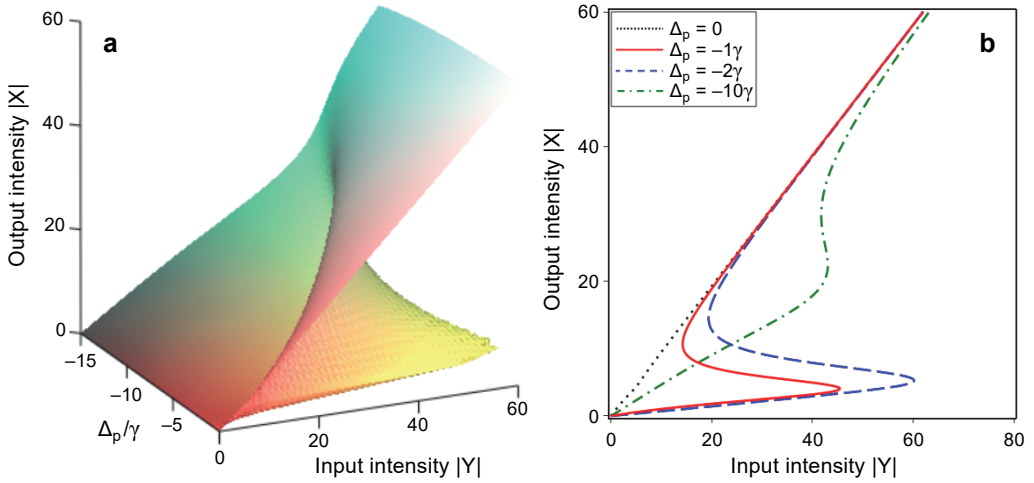 a
Output intensity |X|
60
40
20
0
–15
–10
–5
Δp/γ
0
20
40
60
Input intensity |Y|
b
Δp = 0
Δp = –1γ
Δp = –2γ
Δp = –10γ
Output intensity |X|
60
40
20
0
0
20
40
60
80
Input intensity |Y|